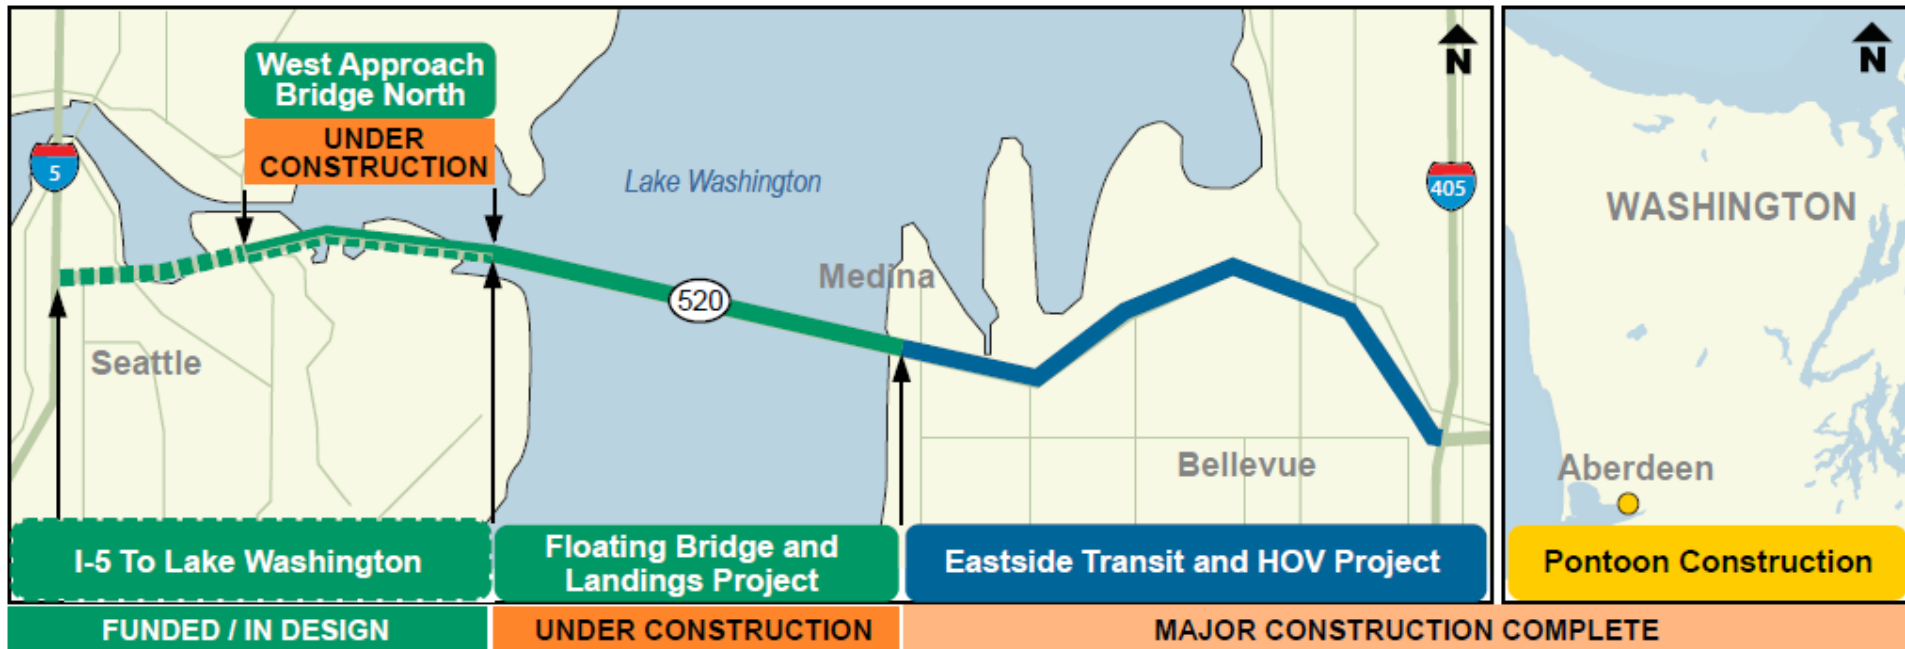 West Approach
Bridge North
UNDER
CONSTRUCTION
N
N
5
405
Lake Washington
WASHINGTON
Medina
520
Seattle
Bellevue
Aberdeen
I-5 To Lake Washington
Floating Bridge and
Landings Project
Eastside Transit and HOV Project
Pontoon Construction
FUNDED / IN DESIGN
UNDER CONSTRUCTION
MAJOR CONSTRUCTION COMPLETE